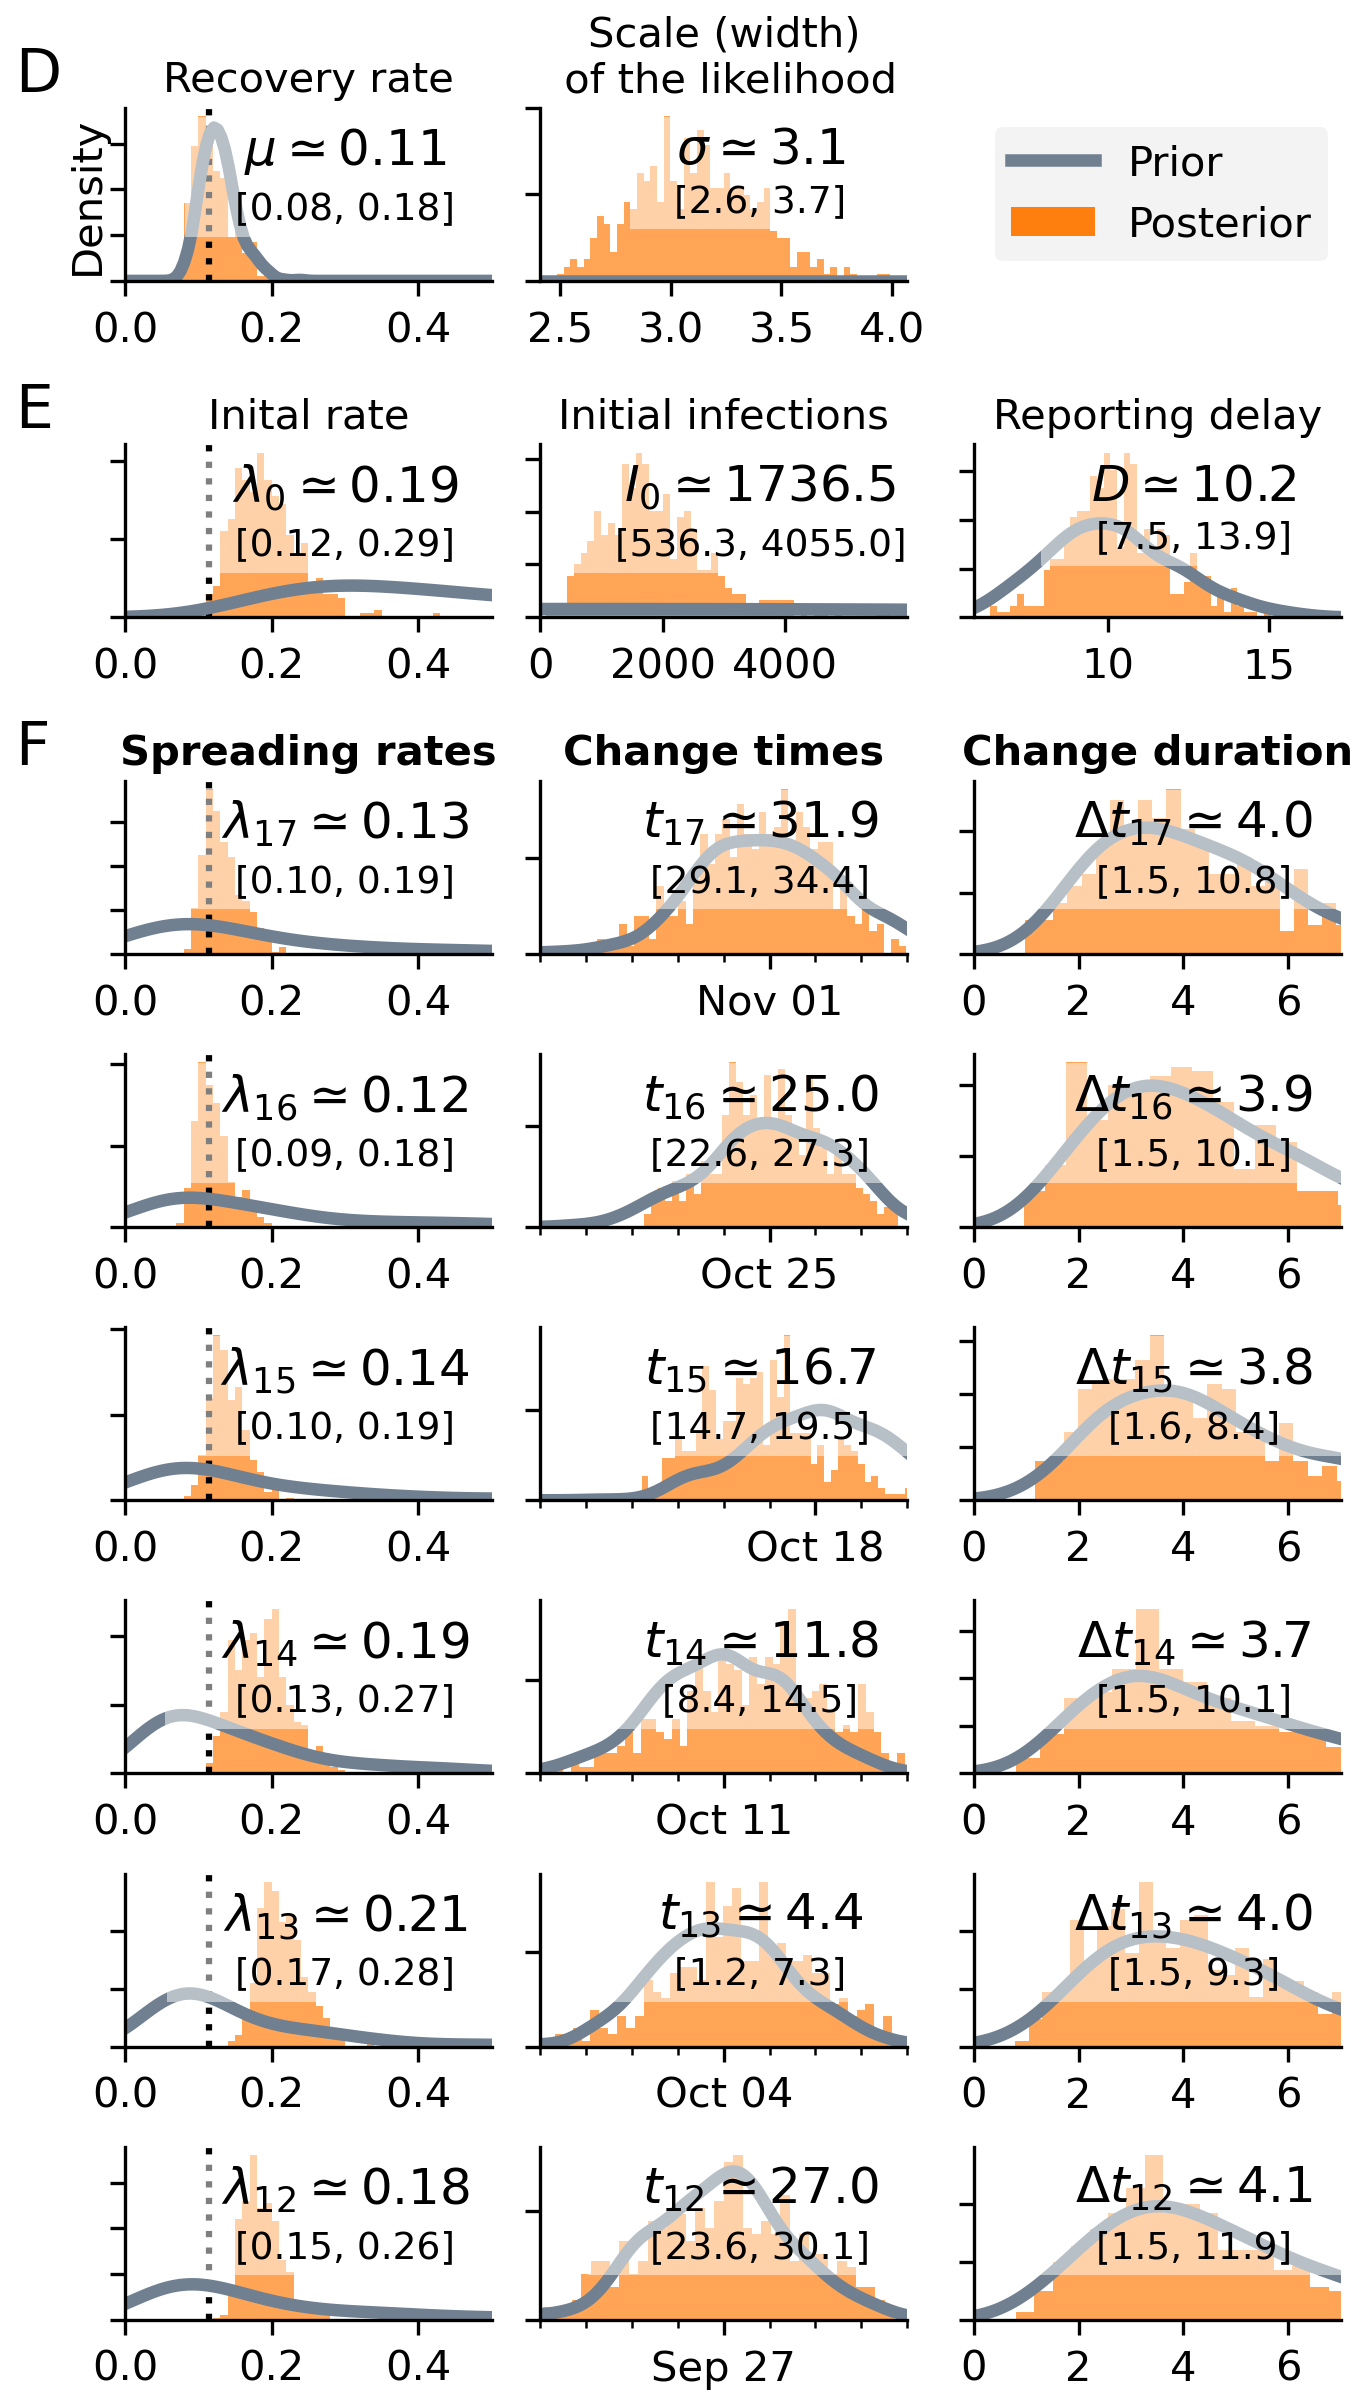 D
Recovery rate
Scale (width)
of the likelihood
Density
μ ≃ 0.11
[0.08, 0.18]
σ ≃ 3.1
[2.6, 3.7]
Prior
Posterior
0.0 0.2 0.4
2.5 3.0 3.5 4.0
E
Inital rate
Initial infections
Reporting delay
λ0 ≃ 0.19
[0.12, 0.29]
I0 ≃ 1736.5
[536.3, 4055.0]
D ≃ 10.2
[7.5, 13.9]
0.0 0.2 0.4
0 2000 4000
10 15
F
Spreading rates
Change times
Change duration
λ17 ≃ 0.13
[0.10, 0.19]
t17 ≃ 31.9
[29.1, 34.4]
Δt17 ≃ 4.0
[1.5, 10.8]
0.0 0.2 0.4
Nov 01
0 2 4 6
λ16 ≃ 0.12
[0.09, 0.18]
t16 ≃ 25.0
[22.6, 27.3]
Δt16 ≃ 3.9
[1.5, 10.1]
0.0 0.2 0.4
Oct 25
0 2 4 6
λ15 ≃ 0.14
[0.10, 0.19]
t15 ≃ 16.7
[14.7, 19.5]
Δt15 ≃ 3.8
[1.6, 8.4]
0.0 0.2 0.4
Oct 18
0 2 4 6
λ14 ≃ 0.19
[0.13, 0.27]
t14 ≃ 11.8
[8.4, 14.5]
Δt14 ≃ 3.7
[1.5, 10.1]
0.0 0.2 0.4
Oct 11
0 2 4 6
λ13 ≃ 0.21
[0.17, 0.28]
t13 ≃ 4.4
[1.2, 7.3]
Δt13 ≃ 4.0
[1.5, 9.3]
0.0 0.2 0.4
Oct 04
0 2 4 6
λ12 ≃ 0.18
[0.15, 0.26]
t12 ≃ 27.0
[23.6, 30.1]
Δt12 ≃ 4.1
[1.5, 11.9]
0.0 0.2 0.4
Sep 27
0 2 4 6